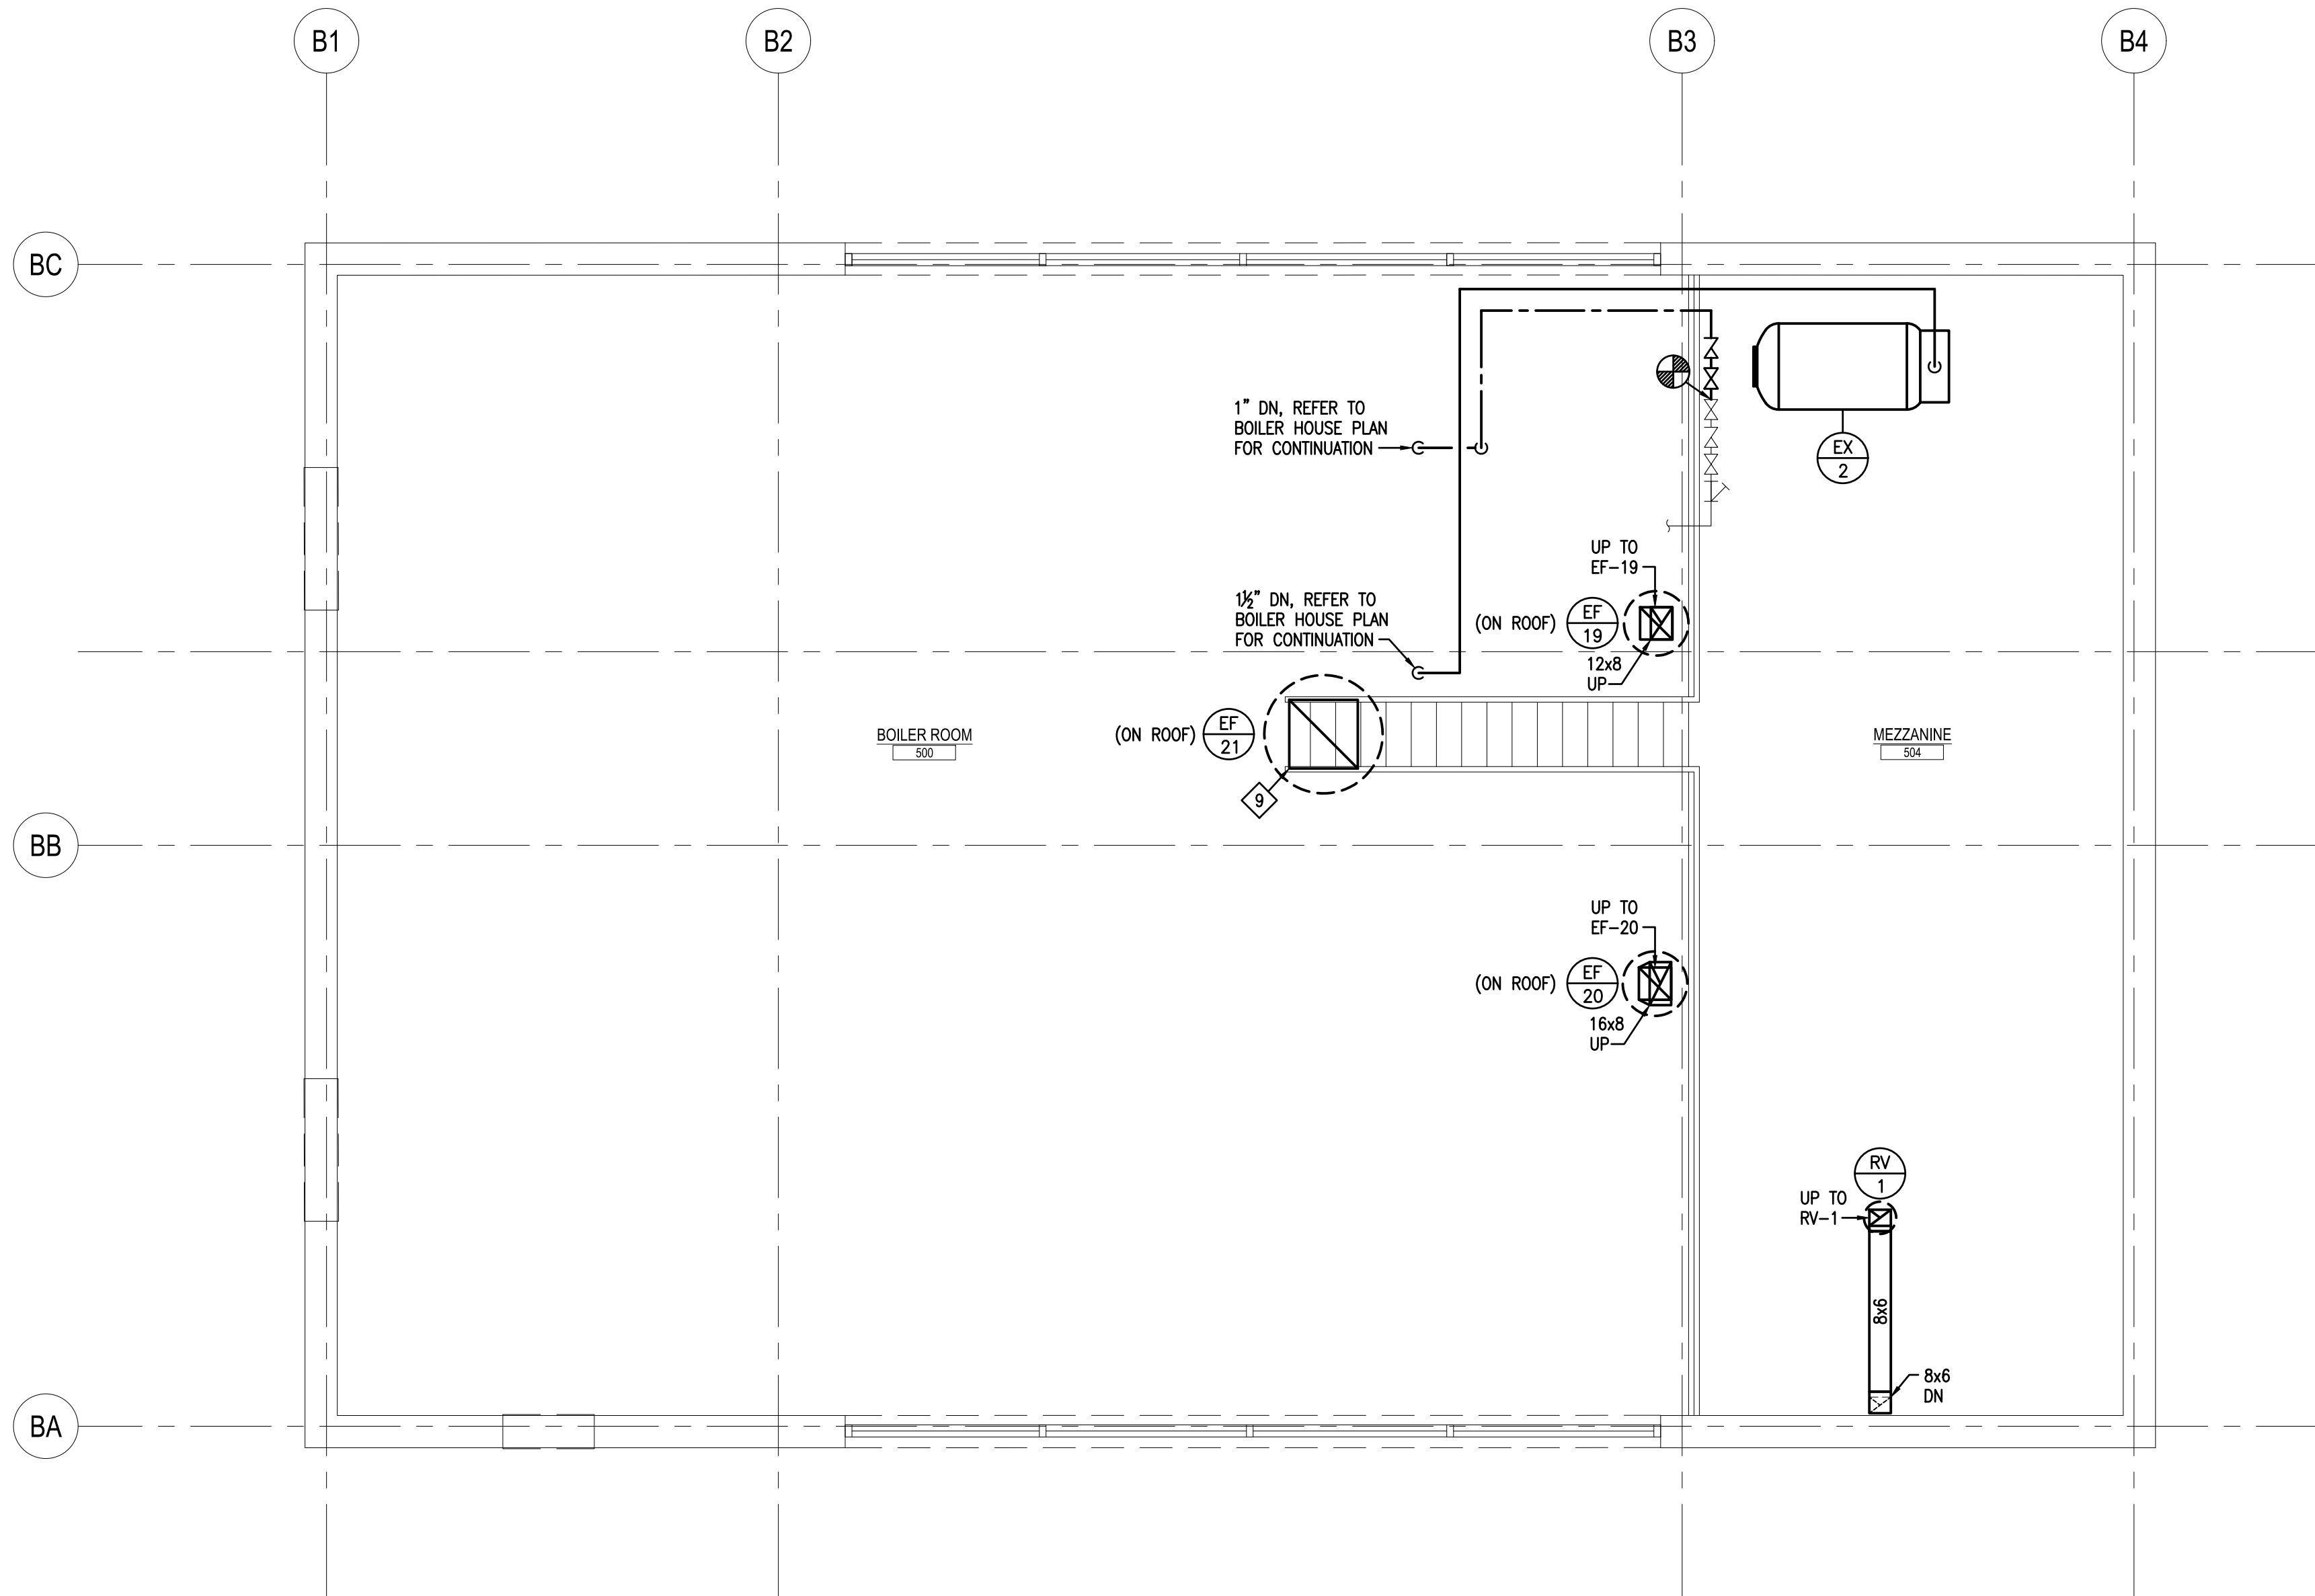 B1
B2
B3
B4
BC
1" DN, REFER TO
BOILER HOUSE PLAN
FOR CONTINUATION
EX
2
UP TO
EF-19
1½" DN, REFER TO
BOILER HOUSE PLAN
FOR CONTINUATION
(ON ROOF)
EF
19
12x8
UP
BOILER ROOM
500
(ON ROOF)
EF
21
9
MEZZANINE
504
BB
UP TO
EF-20
(ON ROOF)
EF
20
16x8
UP
RV
1
UP TO
RV-1
8x6
8x6
DN
BA